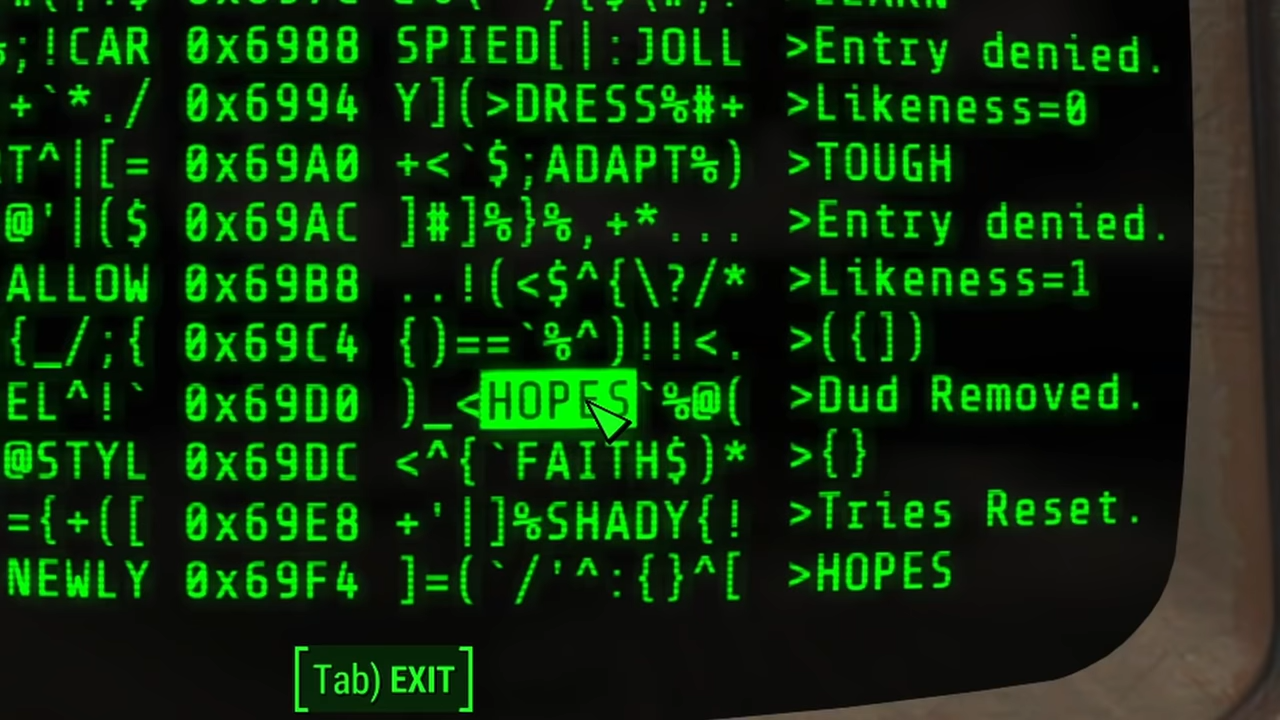 ;!CAR 0x6988 SPIED[|:JOLL >Entry denied.
+`*./ 0x6994 Y](>DRESS%#+ >Likeness=0
T^|[= 0x69A0 +<`$;ADAPT%) >TOUGH
@'|($ 0x69AC ]#]%}%,+*... >Entry denied.
ALLOW 0x69B8 ..!(<$^{\?/* >Likeness=1
{_/;{ 0x69C4 {)==`%^)!!<. >({])
EL^!` 0x69D0 )_<HOPES`%@( >Dud Removed.
@STYL 0x69DC <^{`FAITH$)* >{}
={+([ 0x69E8 +'|]%SHADY{! >Tries Reset.
NEWLY 0x69F4 ]=(`/'^:{}^[ >HOPES
[Tab) EXIT]